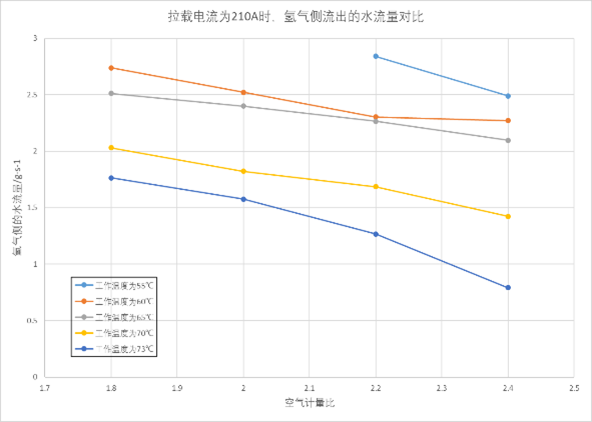 拉载电流为210A时，氢气侧流出的水流量对比
3
2.5
2
1.5
1
0.5
0
氢气侧的水流量/g·s-1
工作温度为55℃
工作温度为60℃
工作温度为65℃
工作温度为70℃
工作温度为73℃
1.7 1.8 1.9 2 2.1 2.2 2.3 2.4 2.5
空气计量比